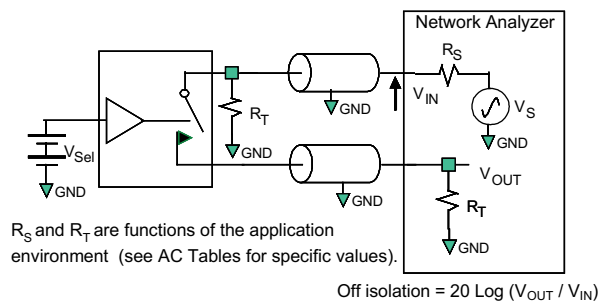 Network Analyzer
R_S
V_IN
V_S
GND
GND
R_T
GND
V_Sel
GND
V_OUT
GND
R_T
GND
R_S and R_T are functions of the application
environment (see AC Tables for specific values).
Off isolation = 20 Log (V_OUT / V_IN)